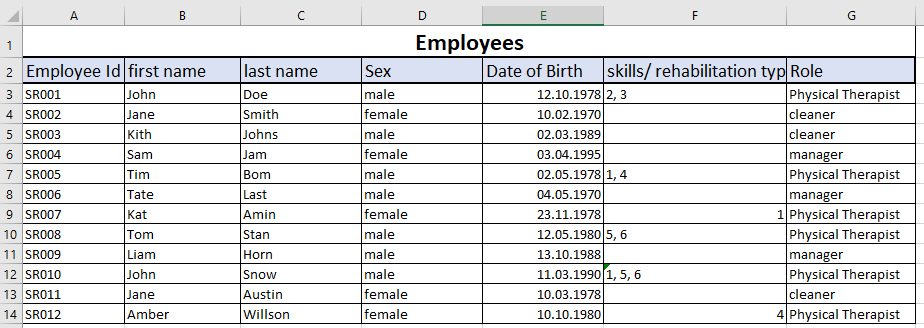 A B C D E F G
1 Employees
2 Employee Id first name last name Sex Date of Birth skills/ rehabilitation typ Role
3 SR001 John Doe male 12.10.1978 2, 3 Physical Therapist
4 SR002 Jane Smith female 10.02.1970 cleaner
5 SR003 Kith Johns male 02.03.1989 cleaner
6 SR004 Sam Jam female 03.04.1995 manager
7 SR005 Tim Bom male 02.05.1978 1, 4 Physical Therapist
8 SR006 Tate Last male 04.05.1970 manager
9 SR007 Kat Amin female 23.11.1978 1 Physical Therapist
10 SR008 Tom Stan male 12.05.1980 5, 6 Physical Therapist
11 SR009 Liam Horn male 13.10.1988 manager
12 SR010 John Snow male 11.03.1990 1, 5, 6 Physical Therapist
13 SR011 Jane Austin female 10.03.1978 cleaner
14 SR012 Amber Willson female 10.10.1980 4 Physical Therapist